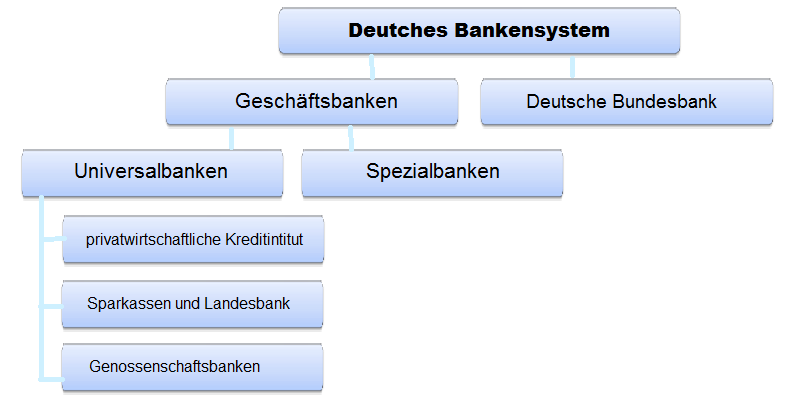 Deutches Bankensystem
Geschäftsbanken
Deutsche Bundesbank
Universalbanken
Spezialbanken
privatwirtschaftliche Kreditintitut
Sparkassen und Landesbank
Genossenschaftsbanken